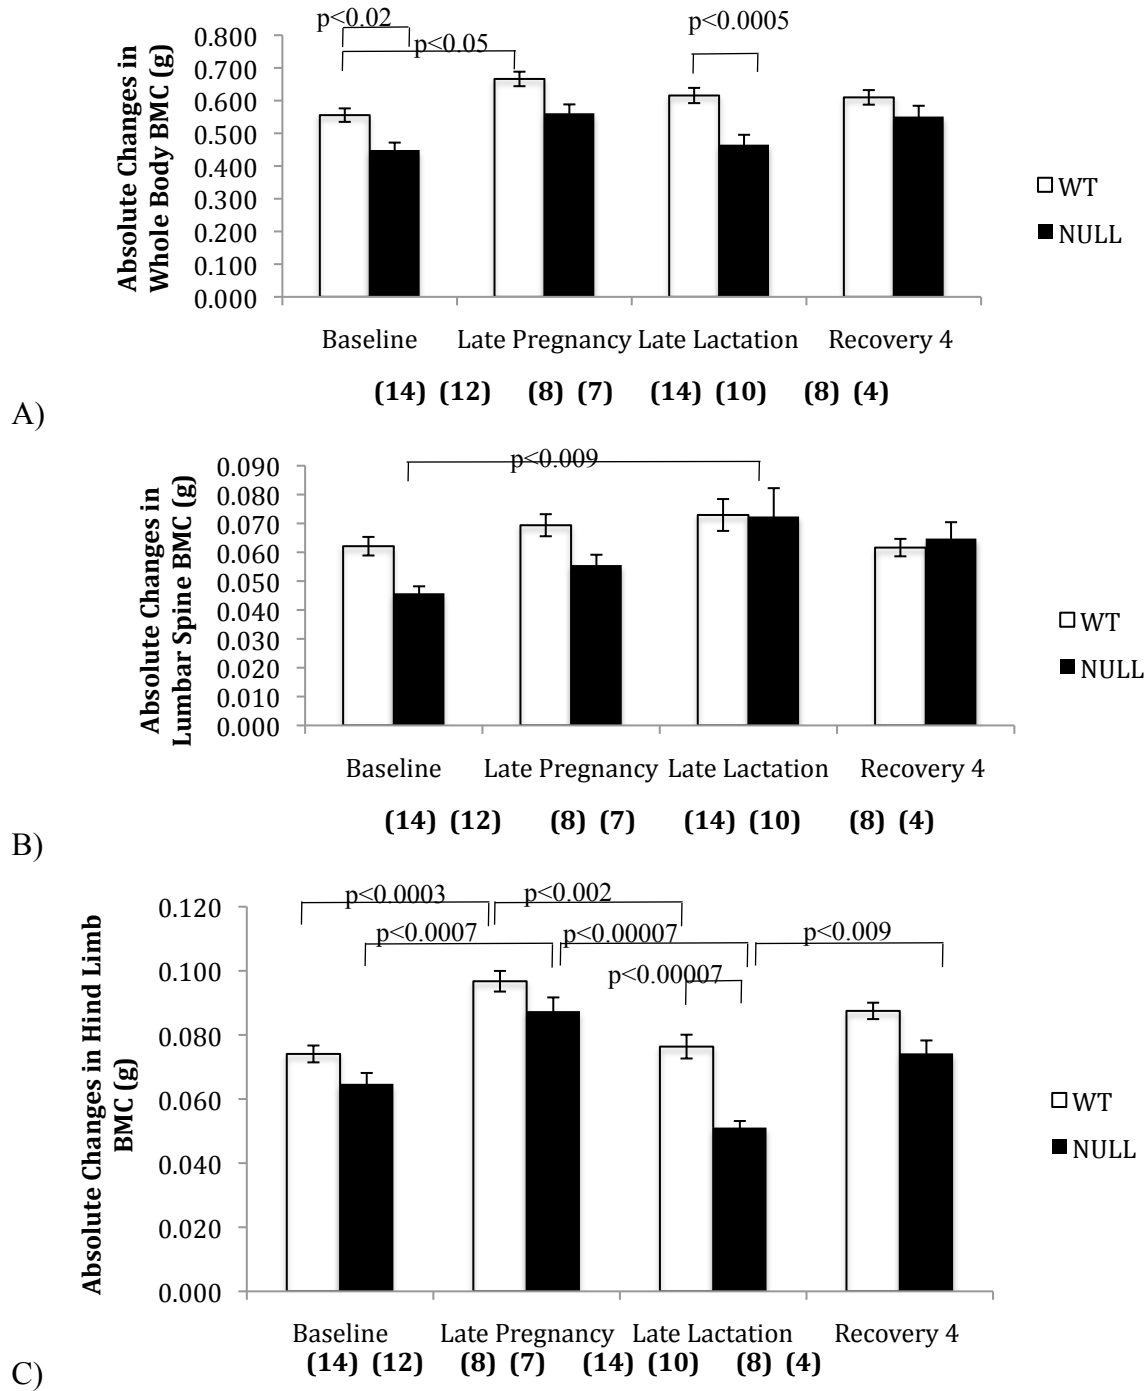 p<0.02
p<0.05
p<0.0005
Absolute Changes in
Whole Body BMC (g)
0.800
0.700
0.600
0.500
0.400
0.300
0.200
0.100
0.000
WT
NULL
Baseline Late Pregnancy Late Lactation Recovery 4
(14) (12) (8) (7) (14) (10) (8) (4)
A)
p<0.009
Absolute Changes in
Lumbar Spine BMC (g)
0.090
0.080
0.070
0.060
0.050
0.040
0.030
0.020
0.010
0.000
WT
NULL
Baseline Late Pregnancy Late Lactation Recovery 4
(14) (12) (8) (7) (14) (10) (8) (4)
B)
p<0.0003 p<0.002
p<0.0007 p<0.00007 p<0.009
p<0.00007
Absolute Changes in Hind Limb
BMC (g)
0.120
0.100
0.080
0.060
0.040
0.020
0.000
WT
NULL
Baseline Late Pregnancy Late Lactation Recovery 4
(14) (12) (8) (7) (14) (10) (8) (4)
C)